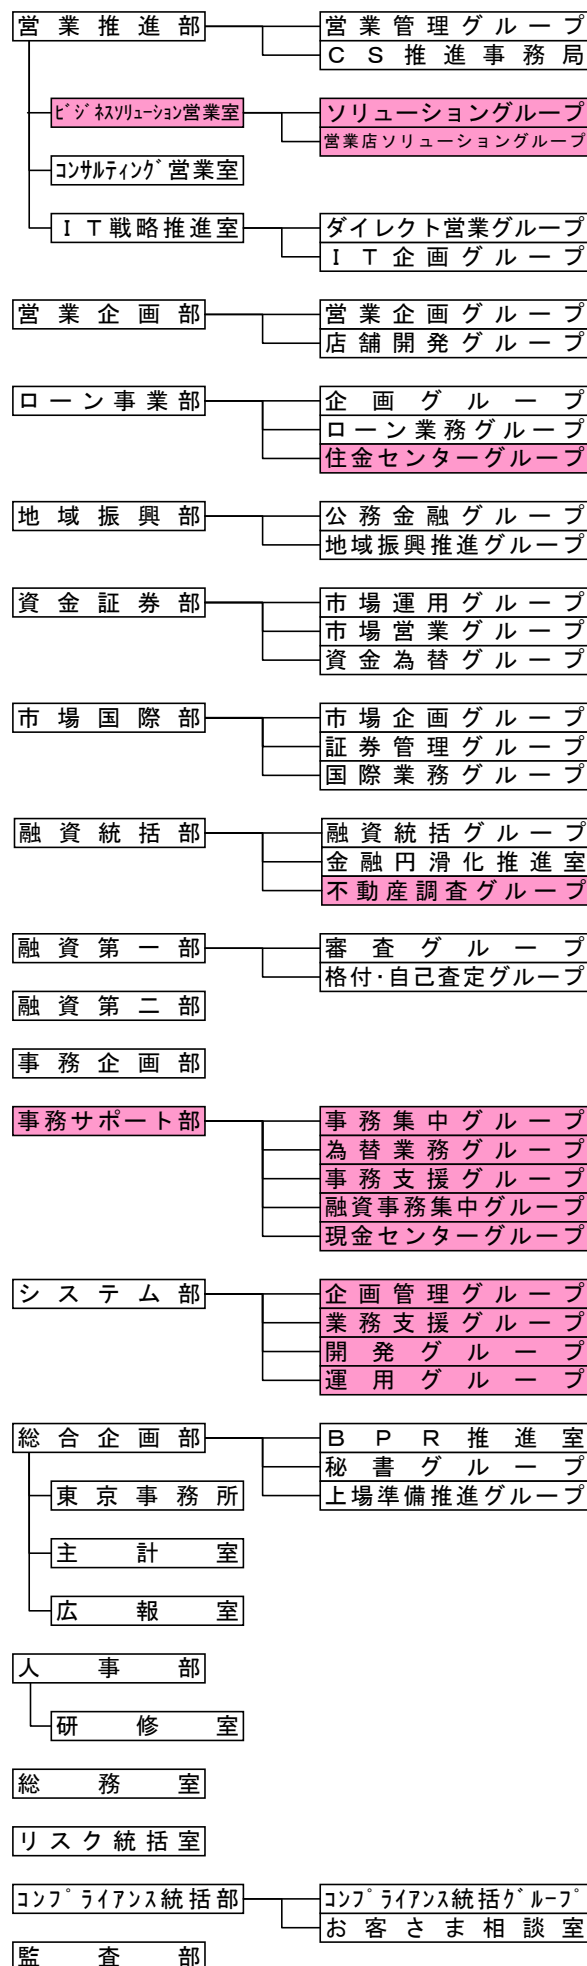 営業推進部
営業管理グループ
ＣＳ推進事務局
ﾋﾞｼﾞﾈｽｿﾘｭｰｼｮﾝ営業室
ソリューショングループ
営業店ソリューショングループ
ｺﾝｻﾙﾃｨﾝｸﾞ営業室
ＩＴ戦略推進室
ダイレクト営業グループ
ＩＴ企画グループ
営業企画部
営業企画グループ
店舗開発グループ
ローン事業部
企画グループ
ローン業務グループ
住金センターグループ
地域振興部
公務金融グループ
地域振興推進グループ
資金証券部
市場運用グループ
市場営業グループ
資金為替グループ
市場国際部
市場企画グループ
証券管理グループ
国際業務グループ
融資統括部
融資統括グループ
金融円滑化推進室
不動産調査グループ
融資第一部
審査グループ
格付・自己査定グループ
融資第二部
事務企画部
事務サポート部
事務集中グループ
為替業務グループ
事務支援グループ
融資事務集中グループ
現金センターグループ
システム部
企画管理グループ
業務支援グループ
開発グループ
運用グループ
総合企画部
ＢＰＲ推進室
秘書グループ
上場準備推進グループ
東京事務所
主計室
広報室
人事部
研修室
総務室
リスク統括室
ｺﾝﾌﾟﾗｲｱﾝｽ統括部
ｺﾝﾌﾟﾗｲｱﾝｽ統括ｸﾞﾙｰﾌﾟ
お客さま相談室
監査部